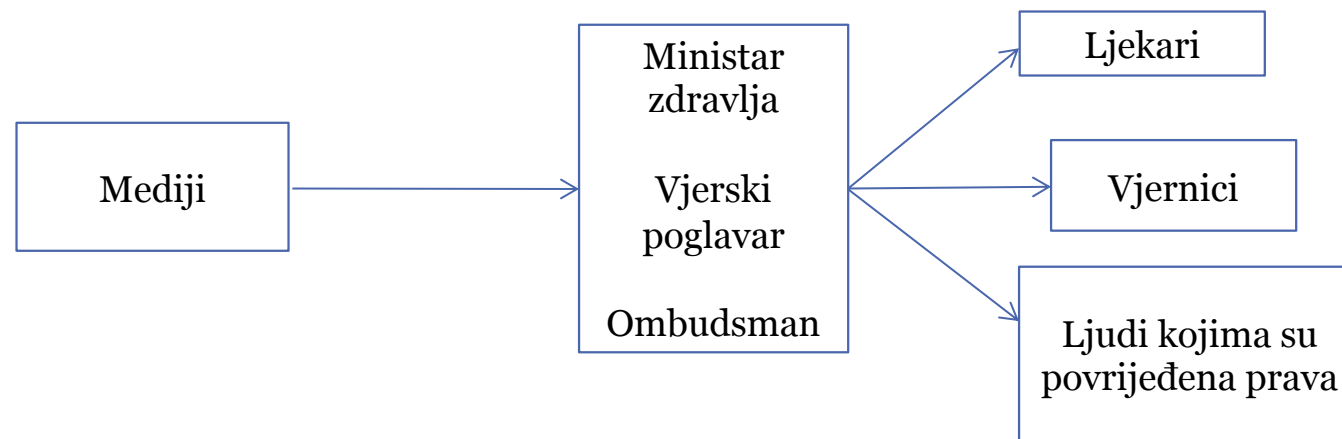 Mediji
Ministar
zdravlja
Vjerski
poglavar
Ombudsman
Ljekari
Vjernici
Ljudi kojima su
povrijeđena prava